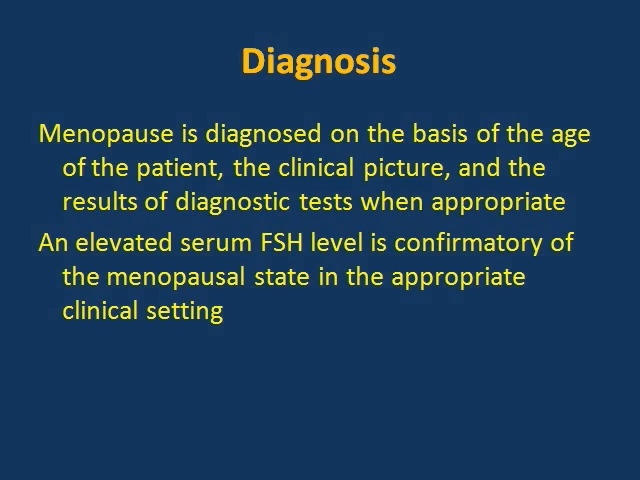 Diagnosis
Menopause is diagnosed on the basis of the age
of the patient, the clinical picture, and the
results of diagnostic tests when appropriate
An elevated serum FSH level is confirmatory of
the menopausal state in the appropriate
clinical setting